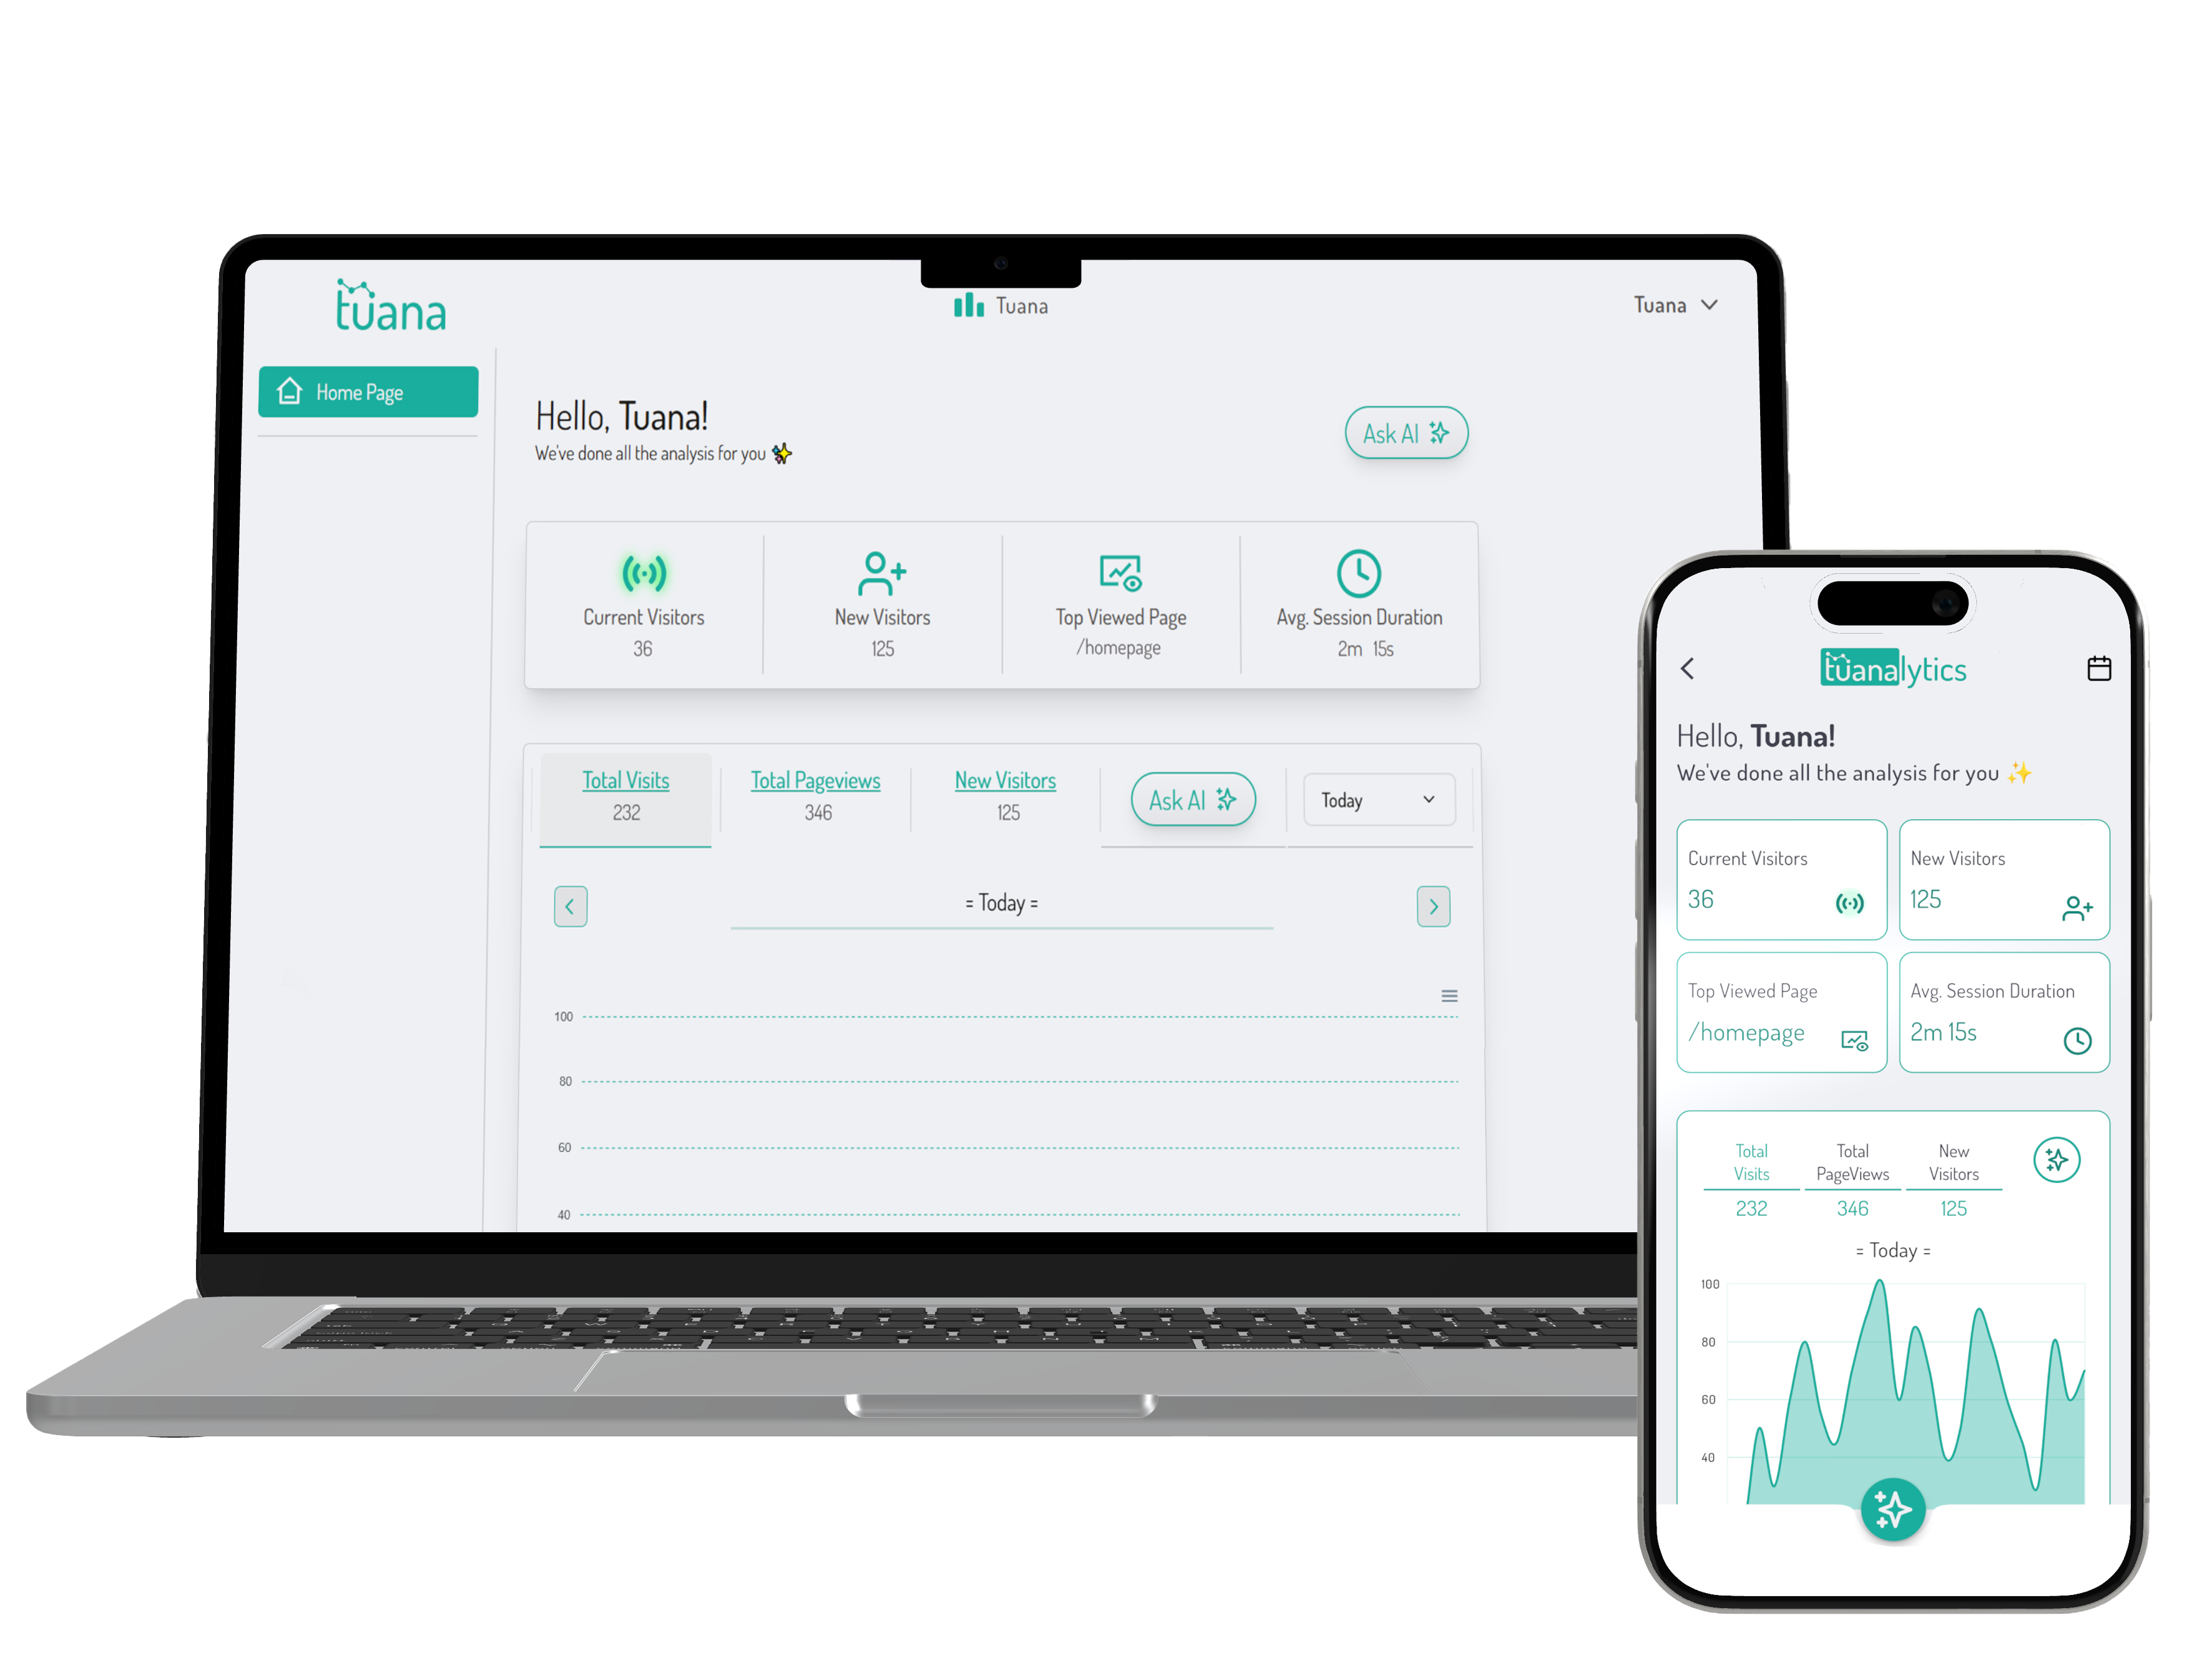 tuana
Tuana
Tuana
Home Page
Hello, Tuana!
We've done all the analysis for you
Ask AI
Current Visitors
36
New Visitors
125
Top Viewed Page
/homepage
Avg. Session Duration
2m 15s
Total Visits
232
Total Pageviews
346
New Visitors
125
Ask AI
Today
= Today =
100
80
60
40
tuanalytics
Hello, Tuana!
We've done all the analysis for you ✨
Current Visitors
36
New Visitors
125
Top Viewed Page
/homepage
Avg. Session Duration
2m 15s
Total
Visits
232
Total
PageViews
346
New
Visitors
125
= Today =
100
80
60
40